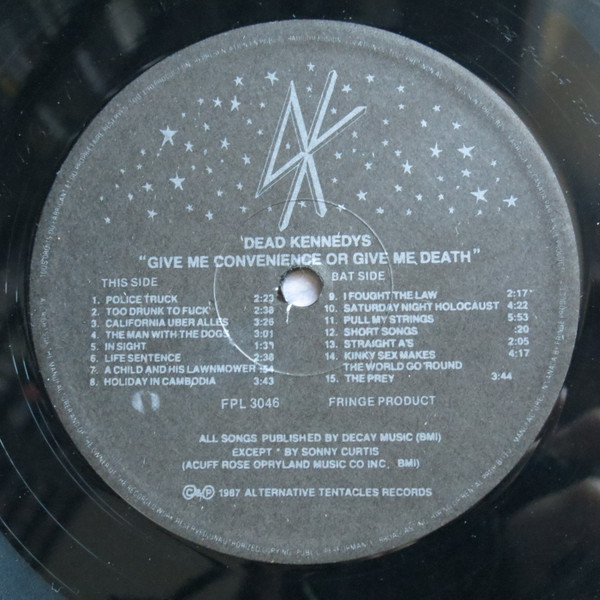 DK
DEAD KENNEDYS
"GIVE ME CONVENIENCE OR GIVE ME DEATH"
THIS SIDE
1. POLICE TRUCK 2:23
2. TOO DRUNK TO FUCK 2:38
3. CALIFORNIA UBER ALLES 3:26
4. THE MAN WITH THE DOGS 3:01
5. IN SIGHT
6. LIFE SENTENCE 2:38
7. A CHILD AND HIS LAWNMOWER :54
8. HOLIDAY IN CAMBODIA 3:43
BAT SIDE
9. I FOUGHT THE LAW 2:17*
10. SATURDAY NIGHT HOLOCAUST 4:22
11. PULL MY STRINGS 5:53
12. SHORT SONGS :20
13. STRAIGHT A'S 2:05
14. KINKY SEX MAKES 4:17
THE WORLD GO 'ROUND
15. THE PREY 3:44
FPL 3046
FRINGE PRODUCT
ALL SONGS PUBLISHED BY DECAY MUSIC (BMI)
EXCEPT * BY SONNY CURTIS
(ACUFF ROSE OPRYLAND MUSIC CO INC., BMI)
©&℗ 1987 ALTERNATIVE TENTACLES RECORDS